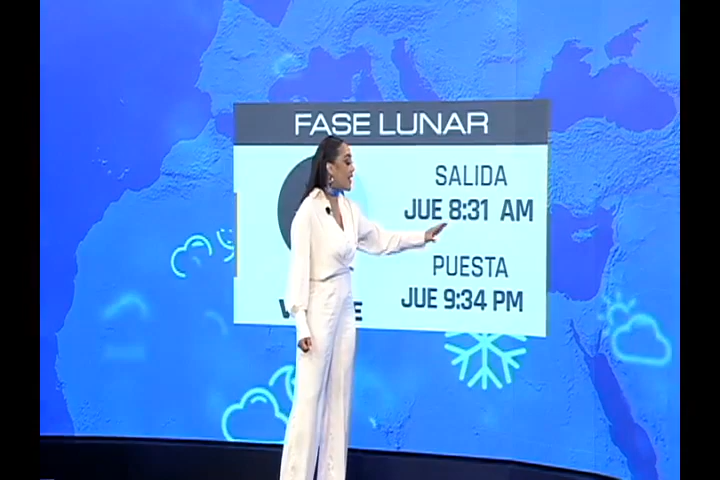 FASE LUNAR
SALIDA
JUE 8:31 AM
PUESTA
JUE 9:34 PM